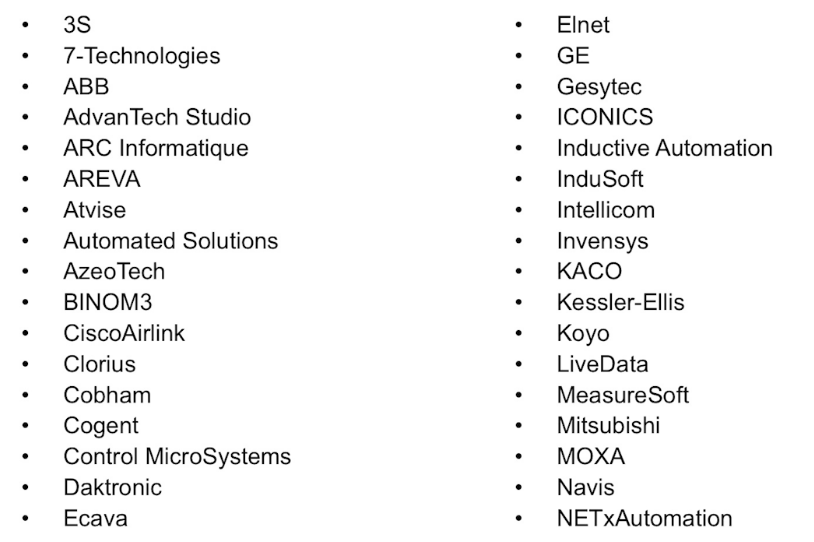 3S
7-Technologies
ABB
AdvanTech Studio
ARC Informatique
AREVA
Atvise
Automated Solutions
AzeoTech
BINOM3
CiscoAirlink
Clorius
Cobham
Cogent
Control MicroSystems
Daktronic
Ecava
Elnet
GE
Gesytec
ICONICS
Inductive Automation
InduSoft
Intellicom
Invensys
KACO
Kessler-Ellis
Koyo
LiveData
MeasureSoft
Mitsubishi
MOXA
Navis
NETxAutomation